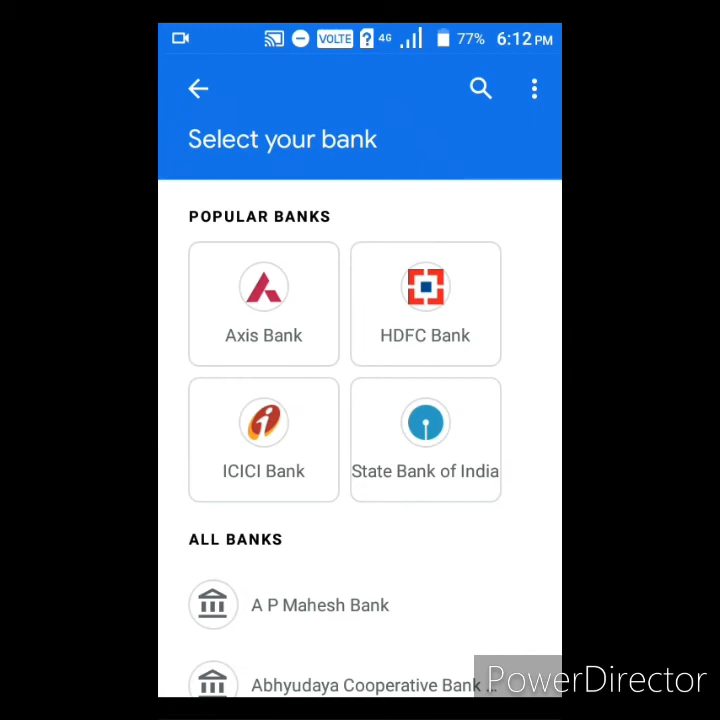 VOLTE ? 4G 77% 6:12 PM
Select your bank
POPULAR BANKS
Axis Bank
HDFC Bank
ICICI Bank
State Bank of India
ALL BANKS
A P Mahesh Bank
Abhyudaya Cooperative Bank ...
PowerDirector